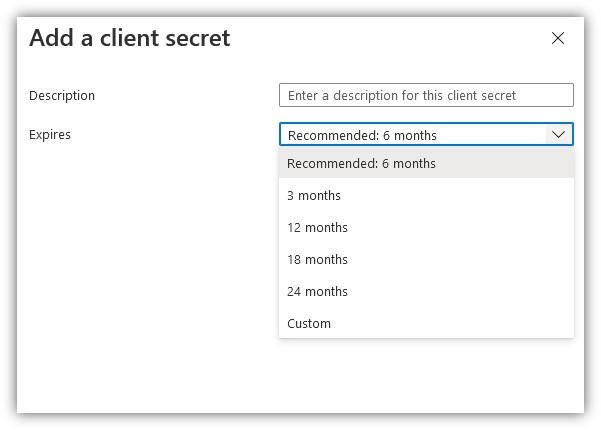 Add a client secret
Description
Enter a description for this client secret
Expires
Recommended: 6 months
Recommended: 6 months
3 months
12 months
18 months
24 months
Custom